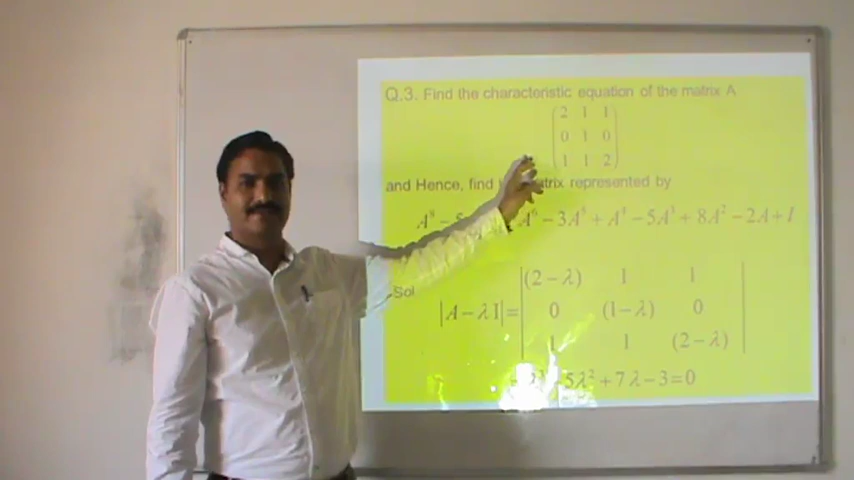 Q.3. Find the characteristic equation of the matrix A
2 1 1
0 1 0
1 1 2
and Hence, find matrix represented by
A⁸ − 5 A⁶ − 3A⁵ + A⁴ − 5A³ + 8A² − 2A + I
Sol
|A − λI| = |(2−λ) 1 1
0 (1−λ) 0
1 1 (2−λ)|
5λ² + 7λ − 3 = 0